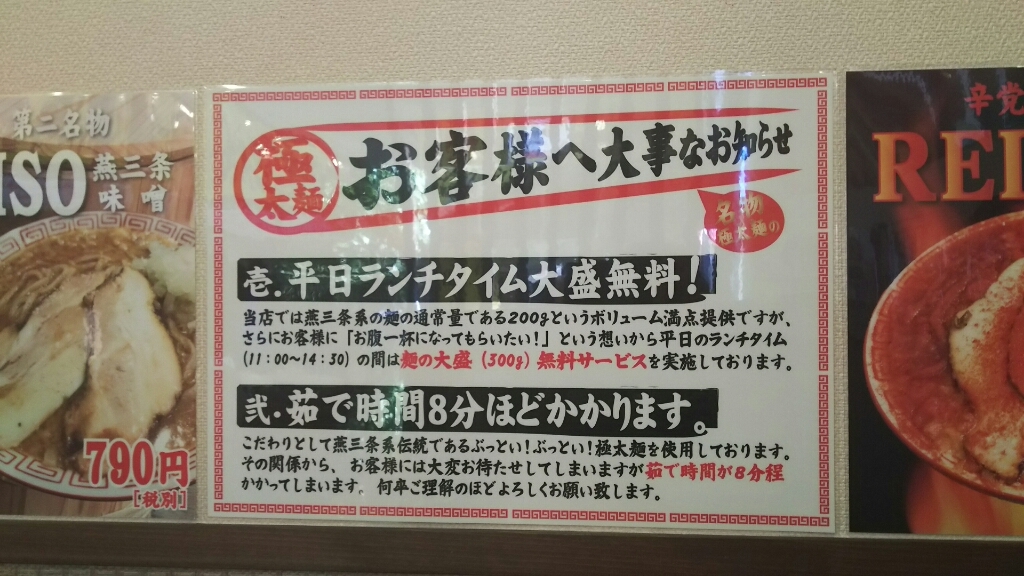 第二名物
ISO
燕三条
味噌
790円
[税別]
極
太麺
お客様へ大事なお知らせ
名物
極太麺の
壱.平日ランチタイム大盛無料!
当店では燕三条系の麺の通常量である200gというボリューム満点提供ですが、
さらにお客様に「お腹一杯になってもらいたい!」という想いから平日のランチタイム
(11:00~14:30)の間は麺の大盛(300g)無料サービスを実施しております。
弐.茹で時間8分ほどかかります。
こだわりとして燕三条系伝統であるぶっとい!ぶっとい!極太麺を使用しております。
その関係から、お客様には大変お待たせしてしまいますが茹で時間が8分程
かかってしまいます。何卒ご理解のほどよろしくお願い致します。
辛党
RE